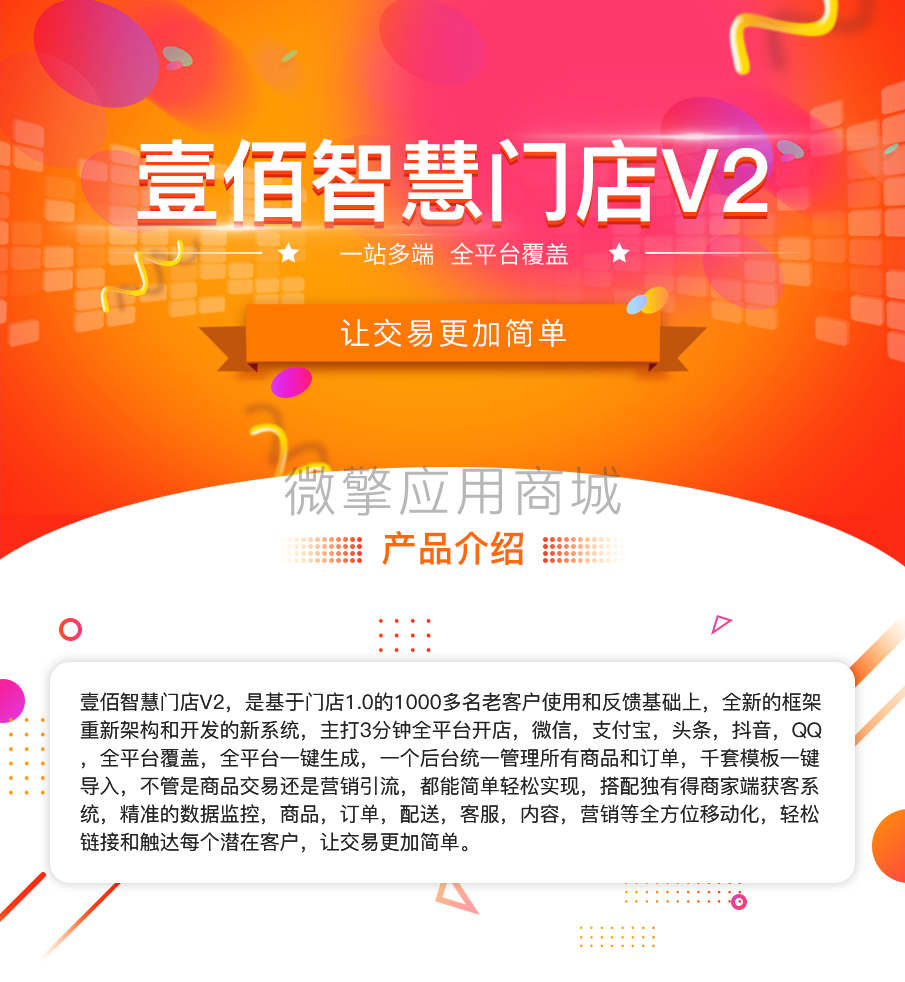 壹佰智慧门店V2
一站多端 全平台覆盖
让交易更加简单
微擎应用商城
产品介绍
壹佰智慧门店V2，是基于门店1.0的1000多名老客户使用和反馈基础上，全新的框架
重新架构和开发的新系统，主打3分钟全平台开店，微信，支付宝，头条，抖音，QQ
，全平台覆盖，全平台一键生成，一个后台统一管理所有商品和订单，千套模板一键
导入，不管是商品交易还是营销引流，都能简单轻松实现，搭配独有得商家端获客系
统，精准的数据监控，商品，订单，配送，客服，内容，营销等全方位移动化，轻松
链接和触达每个潜在客户，让交易更加简单。